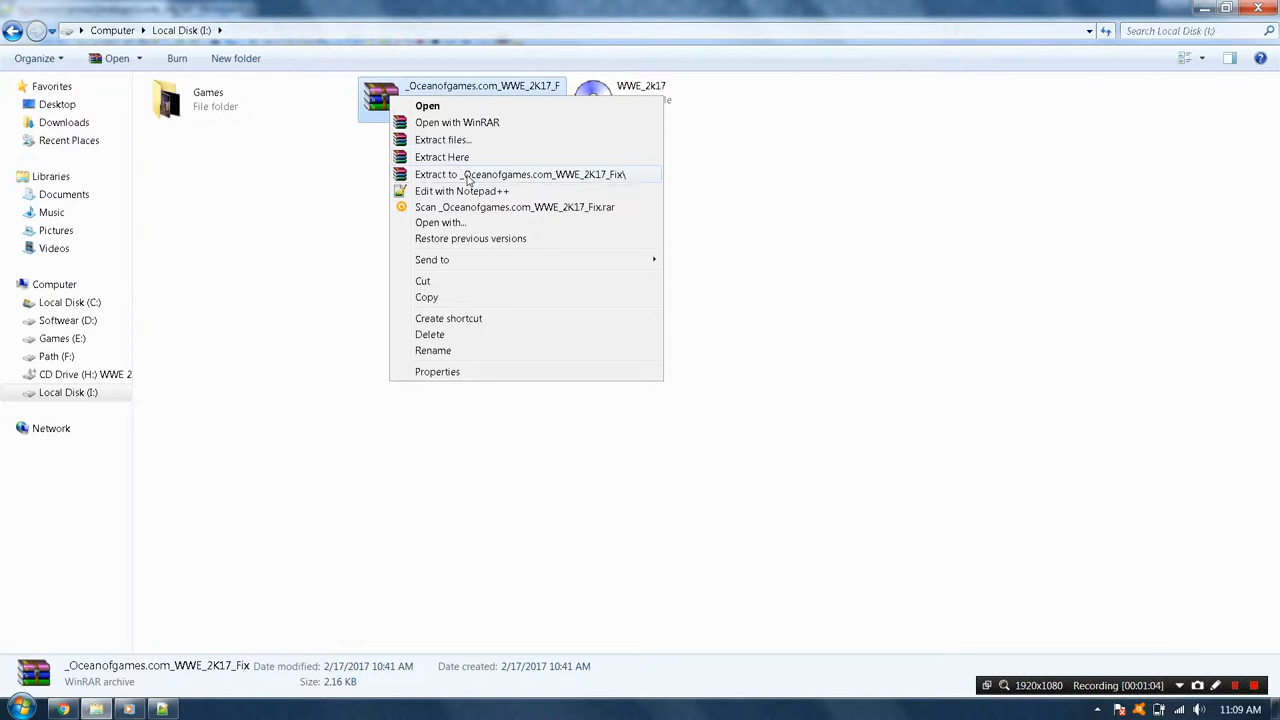 Computer ▸ Local Disk (I:) ▸
Search Local Disk (I:)
Organize ▾ Open ▾ Burn New folder
Favorites
Desktop
Downloads
Recent Places
Libraries
Documents
Music
Pictures
Videos
Computer
Local Disk (C:)
Softwear (D:)
Games (E:)
Path (F:)
CD Drive (H:) WWE 2
Local Disk (I:)
Network
Games
File folder
_Oceanofgames.com_WWE_2K17_F
WWE_2k17
Open
Open with WinRAR
Extract files...
Extract Here
Extract to _Oceanofgames.com_WWE_2K17_Fix\
Edit with Notepad++
Scan _Oceanofgames.com_WWE_2K17_Fix.rar
Open with...
Restore previous versions
Send to
Cut
Copy
Create shortcut
Delete
Rename
Properties
_Oceanofgames.com_WWE_2K17_Fix Date modified: 2/17/2017 10:41 AM Date created: 2/17/2017 10:41 AM
WinRAR archive Size: 2.16 KB
1920x1080 Recording [00:01:04]
11:09 AM